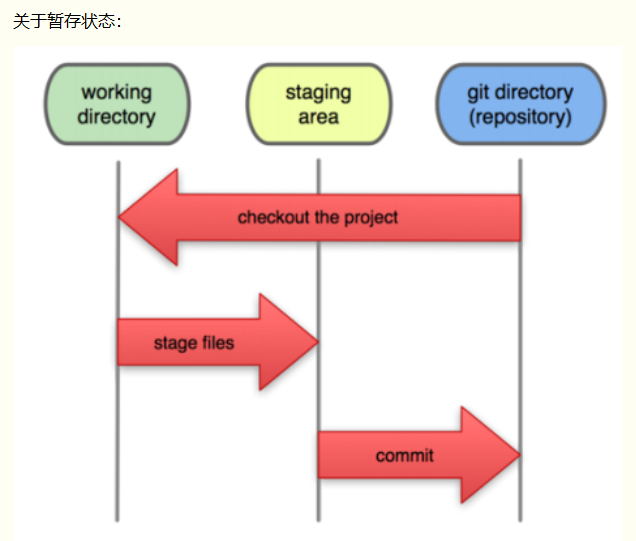 关于暂存状态：
working
directory
staging
area
git directory
(repository)
checkout the project
stage files
commit